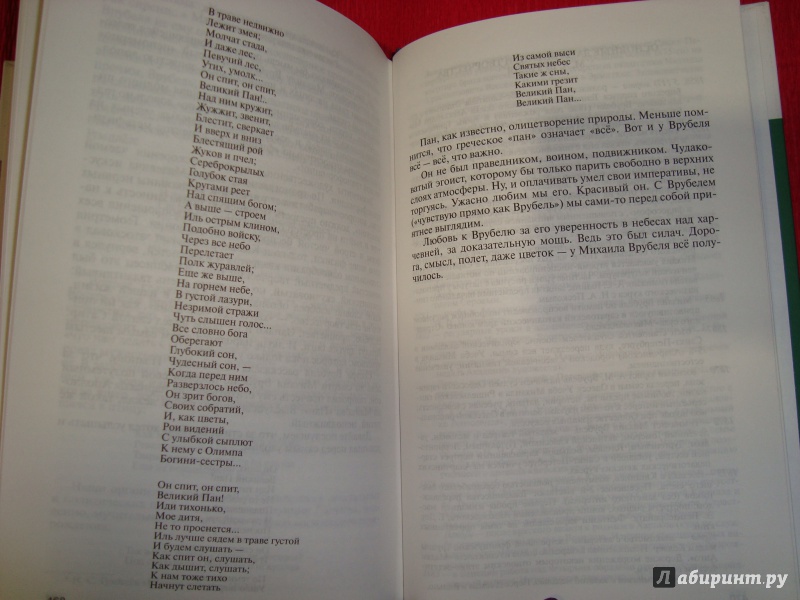 В траве недвижно
Лежит змея;
Молчат стада,
И даже лес,
Певучий лес,
Утих, умолк...
Он спит, он спит,
Великий Пан!..
Над ним кружит,
Жужжит, звенит,
Блестит, сверкает
И вверх и вниз
Блестящий рой
Жуков и пчел;
Сереброкрылых
Голубок стая
Кругами реет
Над спящим богом;
А выше — строем
Иль острым клином,
Подобно войску,
Через все небо
Перелетает
Полк журавлей;
Еще же выше,
На горнем небе,
В густой лазури,
Незримой стражи
Чуть слышен голос...
Все словно бога
Оберегают
Глубокий сон,
Чудесный сон, —
Когда перед ним
Разверзлось небо,
Он зрит богов,
Своих собратий,
И, как цветы,
Рои видений
С улыбкой сыплют
К нему с Олимпа
Богини-сестры...
Он спит, он спит,
Великий Пан!
Иди тихонько,
Мое дитя,
Не то проснется...
Иль лучше сядем в траве густой
И будем слушать —
Как спит он, слушать,
Как дышит, слушать;
К нам тоже тихо
Начнут слетать
Из самой выси
Святых небес
Такие ж сны,
Какими грезит
Великий Пан,
Великий Пан...
Пан, как известно, олицетворение природы. Меньше пом-
нится, что греческое «пан» означает «всё». Вот и у Врубеля
всё — всё, что важно.
Он не был праведником, воином, подвижником. Чудако-
ватый эгоист, которому бы только парить свободно в верхних
слоях атмосферы. Ну, и оплачивать умел свои императивы, не
торгуясь. Ужасно любим мы его. Красивый он. С Врубелем
(«чувствую прямо как Врубель») мы сами-то перед собой при-
ятнее выглядим.
Любовь к Врубелю за его уверенность в небесах над хар-
чевней, за доказательную мощь. Ведь это был силач. Доро-
га, смысл, полет, даже цветок — у Михаила Врубеля всё полу-
чилось.
Лабиринт.ру